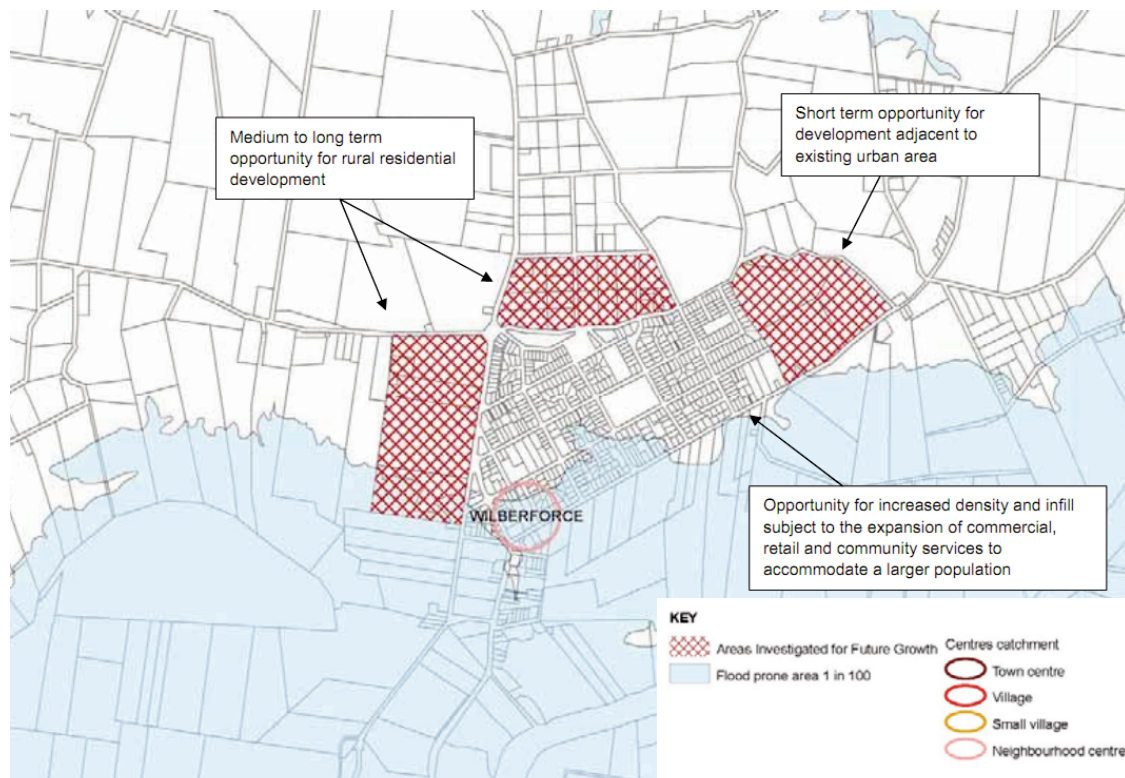 Medium to long term
opportunity for rural residential
development
Short term opportunity for
development adjacent to
existing urban area
WILBERFORCE
Opportunity for increased density and infill
subject to the expansion of commercial,
retail and community services to
accommodate a larger population
KEY
Areas Investigated for Future Growth
Flood prone area 1 in 100
Centres catchment
Town centre
Village
Small village
Neighbourhood centre